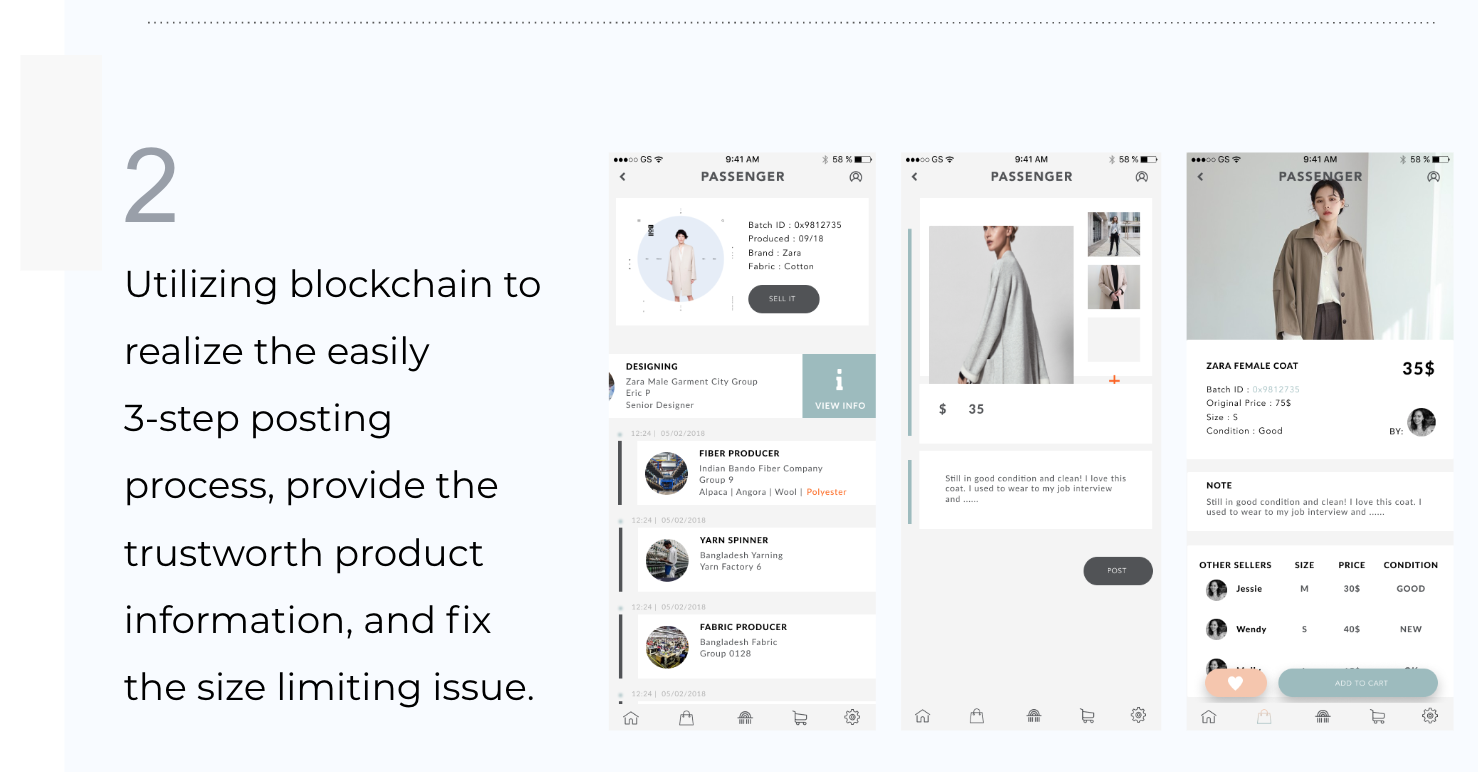 2
Utilizing blockchain to
realize the easily
3-step posting
process, provide the
trustworth product
information, and fix
the size limiting issue.
GS 9:41 AM 58 %
PASSENGER
Batch ID : 0x9812735
Produced : 09/18
Brand : Zara
Fabric : Cotton
SELL IT
DESIGNING
Zara Male Garment City Group
Eric P
Senior Designer
VIEW INFO
12:24 | 05/02/2018
FIBER PRODUCER
Indian Bando Fiber Company
Group 9
Alpaca | Angora | Wool | Polyester
12:24 | 05/02/2018
YARN SPINNER
Bangladesh Yarning
Yarn Factory 6
12:24 | 05/02/2018
FABRIC PRODUCER
Bangladesh Fabric
Group 0128
12:24 | 05/02/2018
GS 9:41 AM 58 %
PASSENGER
$ 35
Still in good condition and clean! I love this
coat. I used to wear to my job interview
and ......
POST
GS 9:41 AM 58 %
PASSENGER
ZARA FEMALE COAT 35$
Batch ID : 0x9812735
Original Price : 75$
Size : S
Condition : Good
BY:
NOTE
Still in good condition and clean! I love this coat. I
used to wear to my job interview and ......
OTHER SELLERS SIZE PRICE CONDITION
Jessie M 30$ GOOD
Wendy S 40$ NEW
ADD TO CART